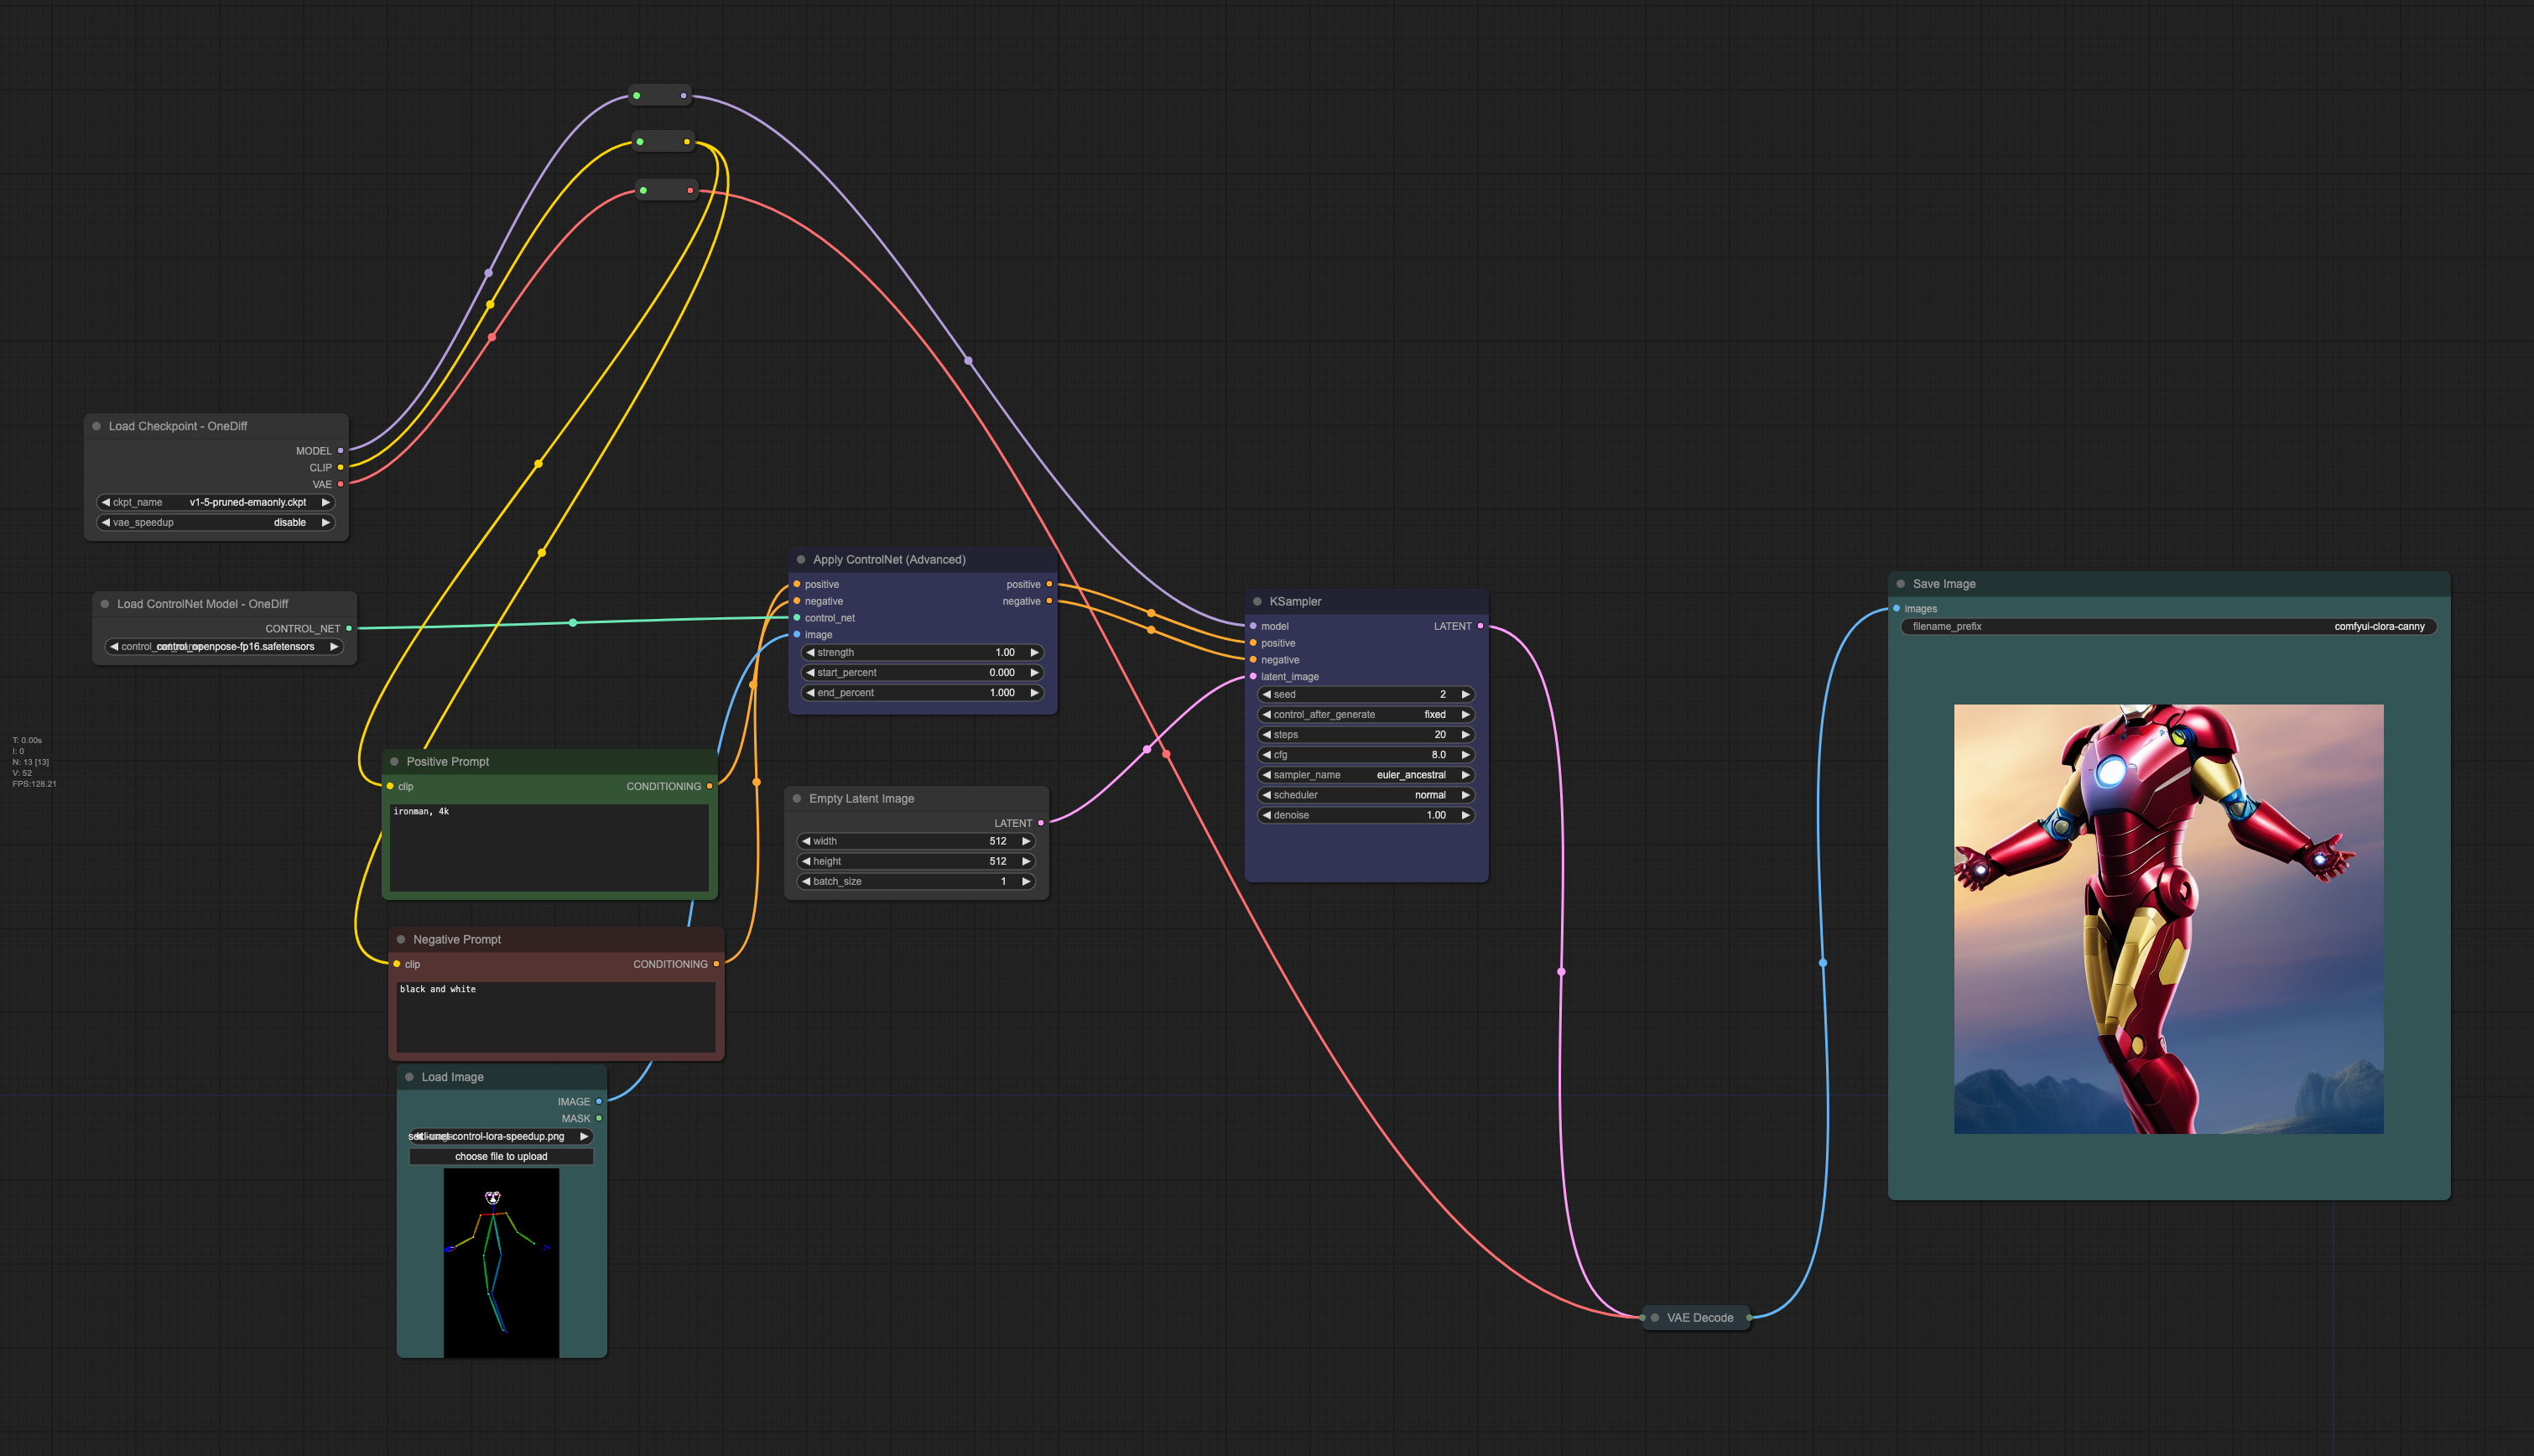 Load Checkpoint - OneDiff
MODEL
CLIP
VAE
ckpt_name v1-5-pruned-emaonly.ckpt
vae_speedup disable
Load ControlNet Model - OneDiff
CONTROL_NET
control_openpose-fp16.safetensors
T: 0.00s
I: 0
N: 13 [13]
V: 52
FPS:128.21
Positive Prompt
clip CONDITIONING
ironman, 4k
Negative Prompt
clip CONDITIONING
black and white
Load Image
IMAGE
MASK
control-lora-speedup.png
choose file to upload
Apply ControlNet (Advanced)
positive positive
negative negative
control_net
image
strength 1.00
start_percent 0.000
end_percent 1.000
Empty Latent Image
LATENT
width 512
height 512
batch_size 1
KSampler
model LATENT
positive
negative
latent_image
seed 2
control_after_generate fixed
steps 20
cfg 8.0
sampler_name euler_ancestral
scheduler normal
denoise 1.00
VAE Decode
Save Image
images
filename_prefix comfyui-clora-canny